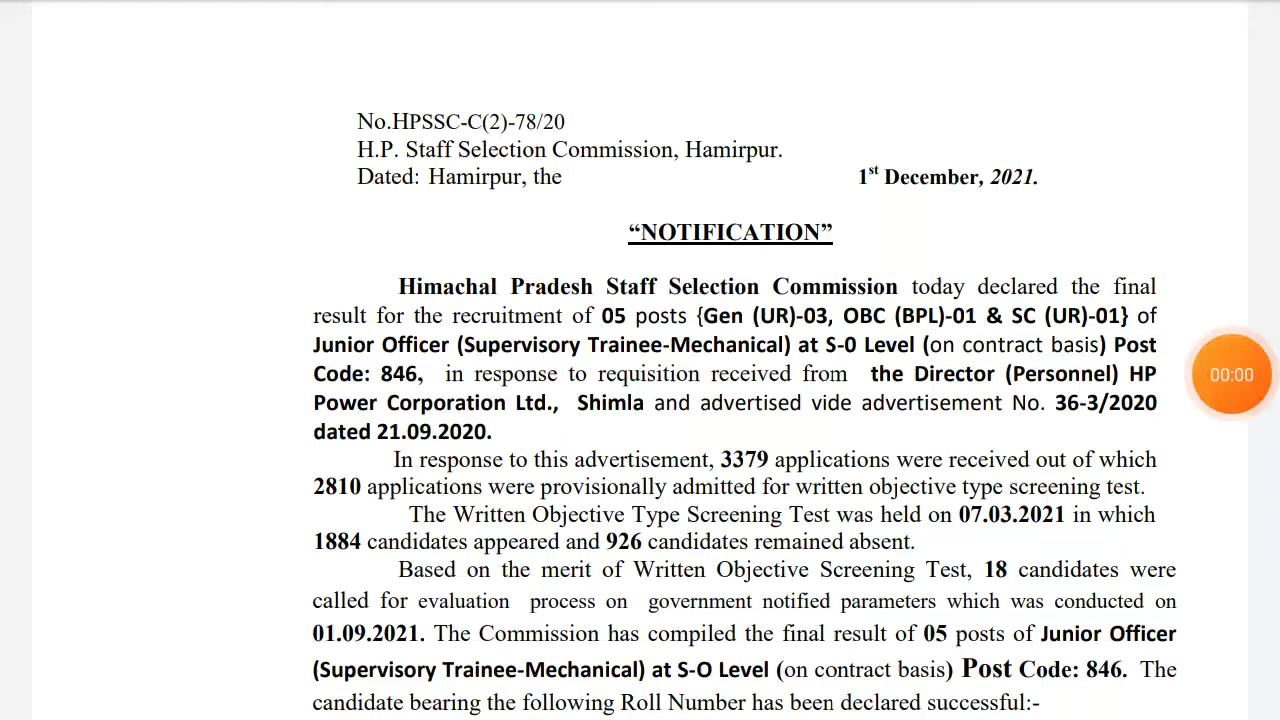 No.HPSSC-C(2)-78/20
H.P. Staff Selection Commission, Hamirpur.
Dated: Hamirpur, the 1st December, 2021.
“NOTIFICATION”
Himachal Pradesh Staff Selection Commission today declared the final
result for the recruitment of 05 posts {Gen (UR)-03, OBC (BPL)-01 & SC (UR)-01} of
Junior Officer (Supervisory Trainee-Mechanical) at S-0 Level (on contract basis) Post
Code: 846, in response to requisition received from the Director (Personnel) HP
Power Corporation Ltd., Shimla and advertised vide advertisement No. 36-3/2020
dated 21.09.2020.
In response to this advertisement, 3379 applications were received out of which
2810 applications were provisionally admitted for written objective type screening test.
The Written Objective Type Screening Test was held on 07.03.2021 in which
1884 candidates appeared and 926 candidates remained absent.
Based on the merit of Written Objective Screening Test, 18 candidates were
called for evaluation process on government notified parameters which was conducted on
01.09.2021. The Commission has compiled the final result of 05 posts of Junior Officer
(Supervisory Trainee-Mechanical) at S-O Level (on contract basis) Post Code: 846. The
candidate bearing the following Roll Number has been declared successful:-
00:00